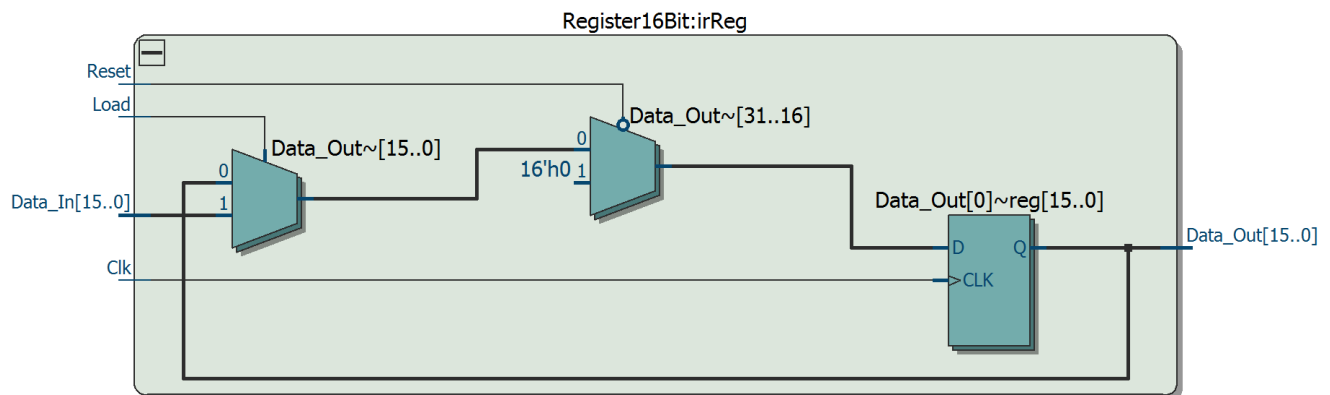 Register16Bit:irReg
Reset
Load
Data_Out~[31..16]
Data_Out~[15..0]
0
0
16'h0
1
Data_In[15..0]
1
Data_Out[0]~reg[15..0]
D
Q
Data_Out[15..0]
Clk
CLK